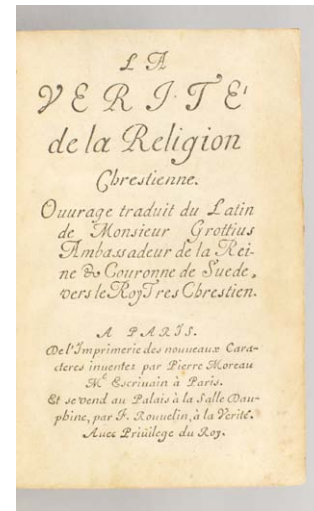 LA
VERITE'
de la Religion
Chrestienne.
Ouurage traduit du Latin
de Monsieur Grottius
Ambassadeur de la Rei-
ne & Couronne de Suede,
vers le Roy Tres Chrestien.
A PARIS.
De l'Imprimerie des nouueaux Cara-
cteres inuentez par Pierre Moreau
Me Escriuain à Paris.
Et se vend au Palais à la Salle Dau-
phine, par F. Rouuelin, à la Verité.
Auec Priuilege du Roy.